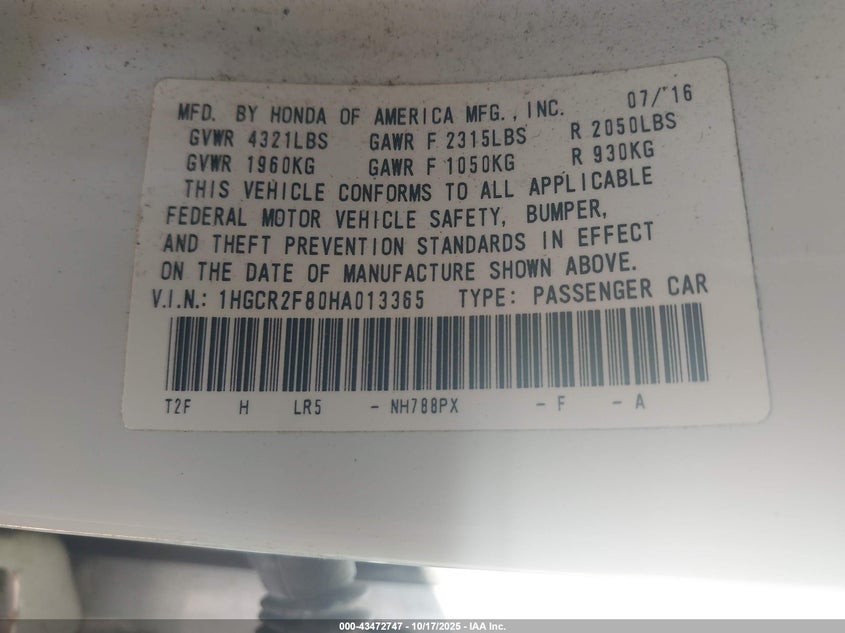 MFD. BY HONDA OF AMERICA MFG., INC. 07/'16
GVWR 4321LBS GAWR F 2315LBS R 2050LBS
GVWR 1960KG GAWR F 1050KG R 930KG
THIS VEHICLE CONFORMS TO ALL APPLICABLE
FEDERAL MOTOR VEHICLE SAFETY, BUMPER,
AND THEFT PREVENTION STANDARDS IN EFFECT
ON THE DATE OF MANUFACTURE SHOWN ABOVE.
V.I.N.: 1HGCR2F80HA013365 TYPE: PASSENGER CAR
T2F H LR5 - NH788PX - F - A
000-43472747 - 10/17/2025 - IAA Inc.